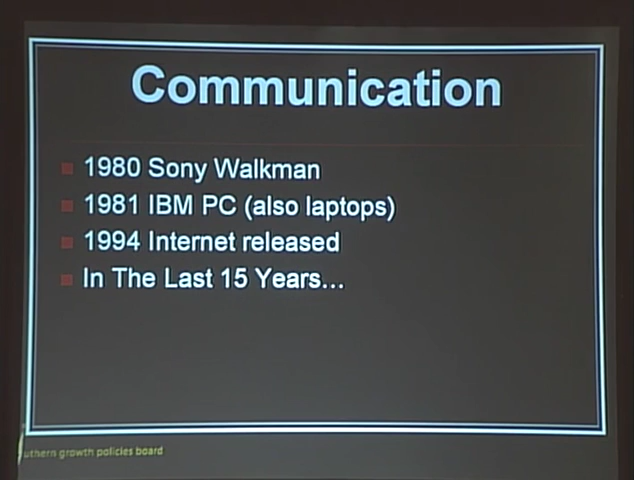 Communication
1980 Sony Walkman
1981 IBM PC (also laptops)
1994 Internet released
In The Last 15 Years...
uthern growth policies board